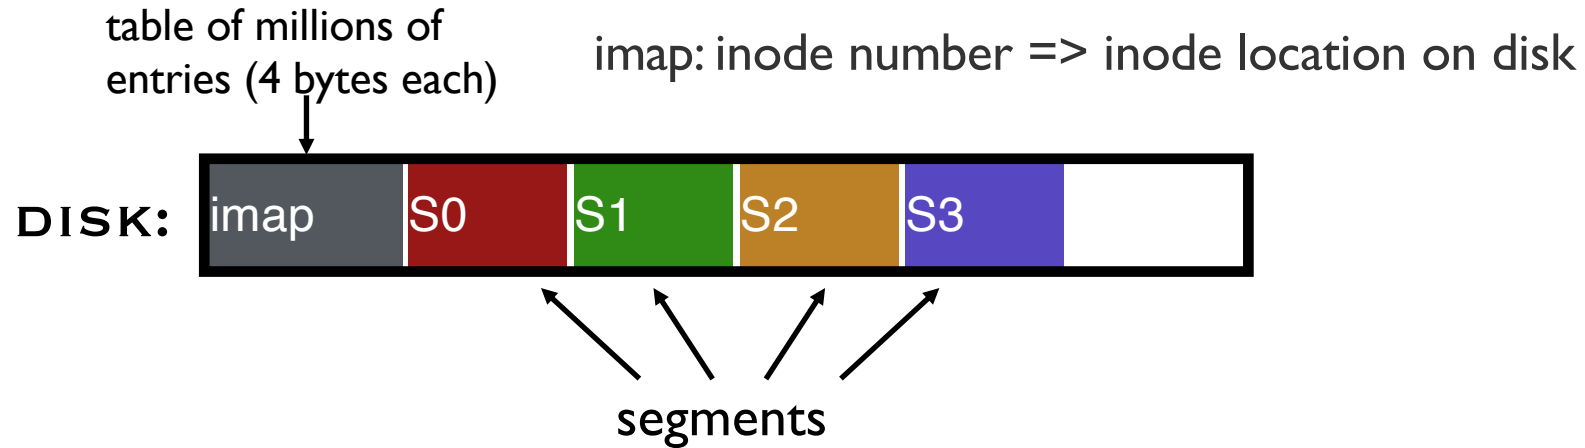 table of millions of
entries (4 bytes each)
imap: inode number => inode location on disk
DISK:
imap
S0
S1
S2
S3
segments